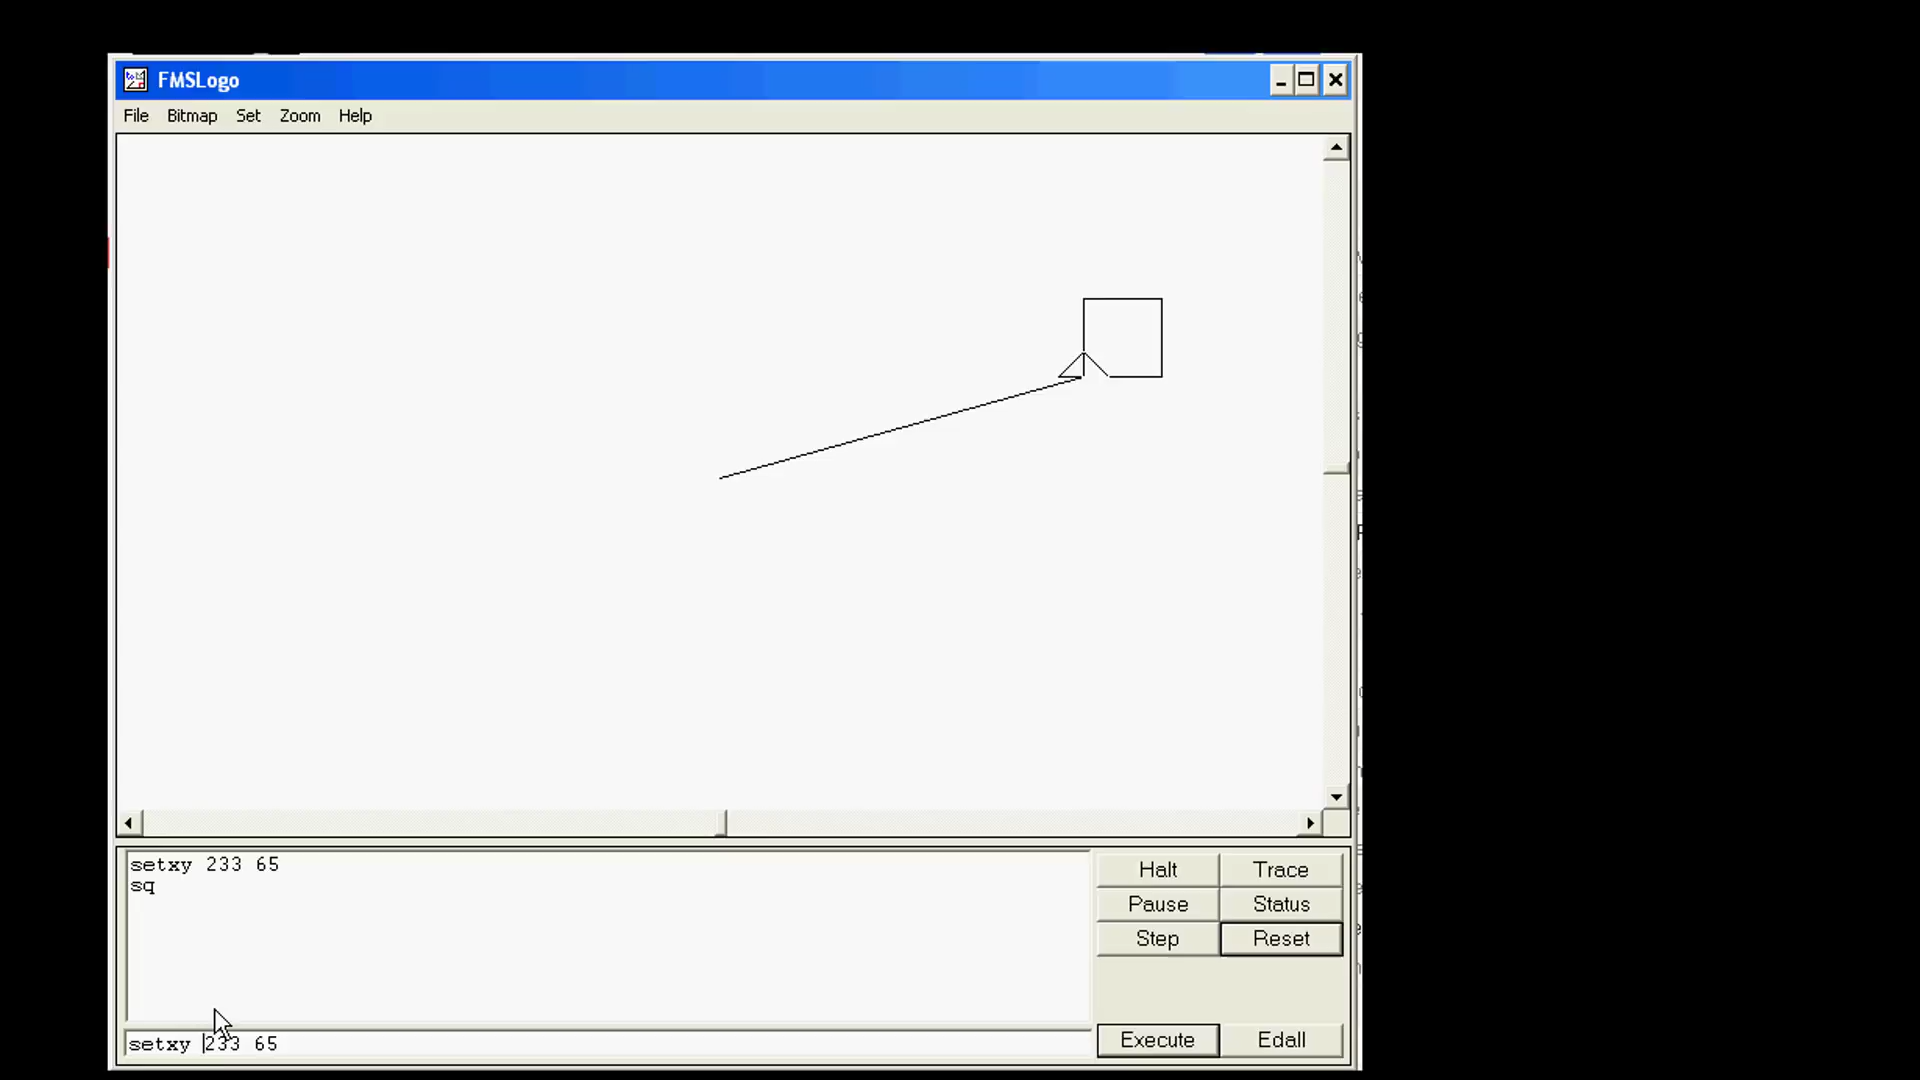 FMSLogo
File Bitmap Set Zoom Help
setxy 233 65
sq
Halt Trace
Pause Status
Step Reset
setxy 233 65
Execute Edall